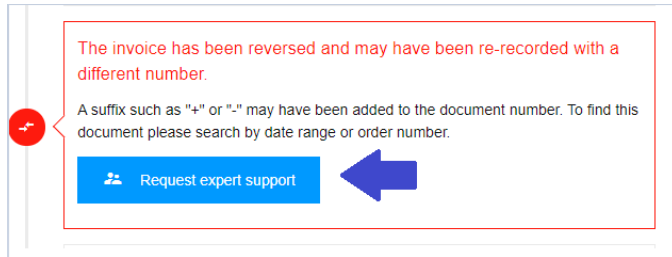 The invoice has been reversed and may have been re-recorded with a
different number.
A suffix such as "+" or "-" may have been added to the document number. To find this
document please search by date range or order number.
Request expert support